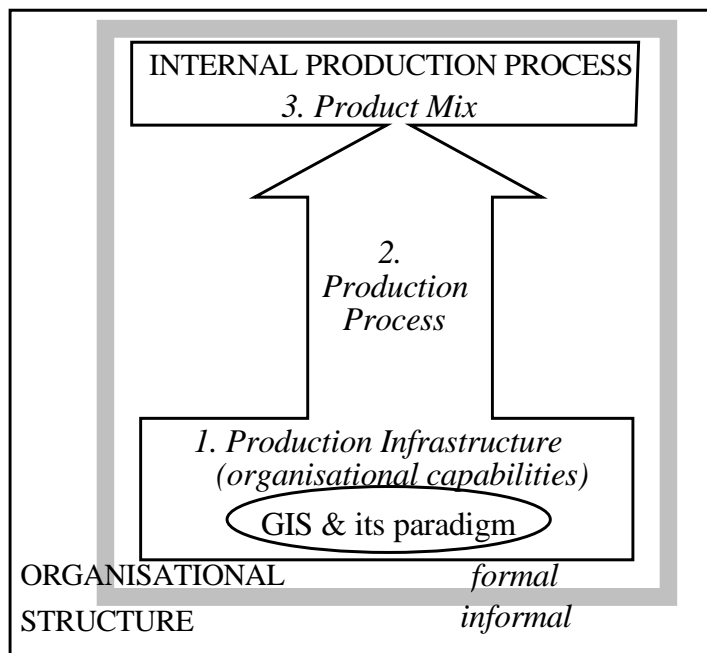 INTERNAL PRODUCTION PROCESS
3. Product Mix
2.
Production
Process
1. Production Infrastructure
(organisational capabilities)
GIS & its paradigm
ORGANISATIONAL formal
STRUCTURE informal